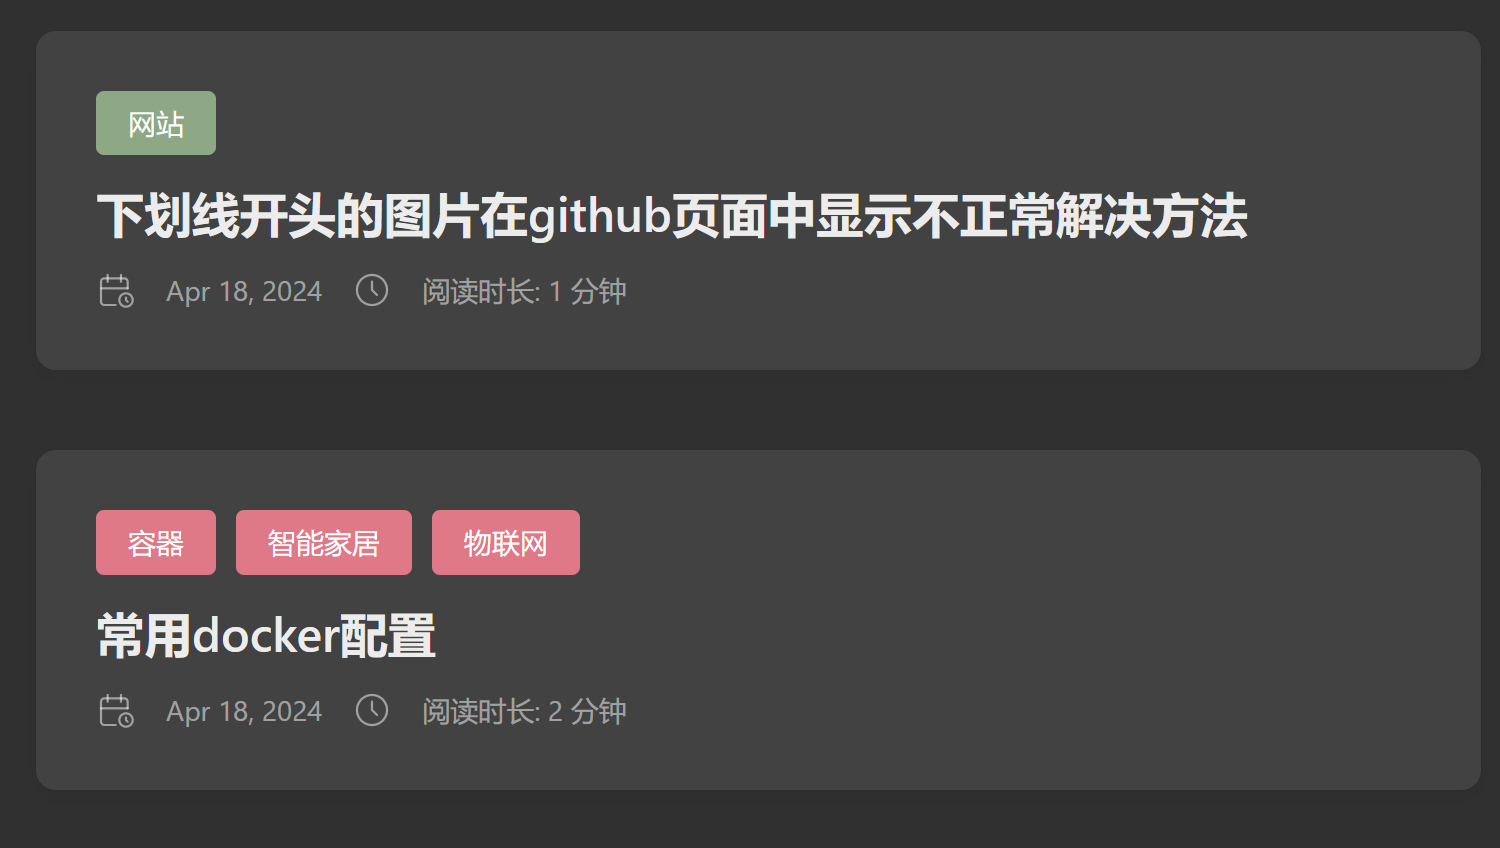 网站
下划线开头的图片在github页面中显示不正常解决方法
Apr 18, 2024 阅读时长: 1 分钟
容器 智能家居 物联网
常用docker配置
Apr 18, 2024 阅读时长: 2 分钟